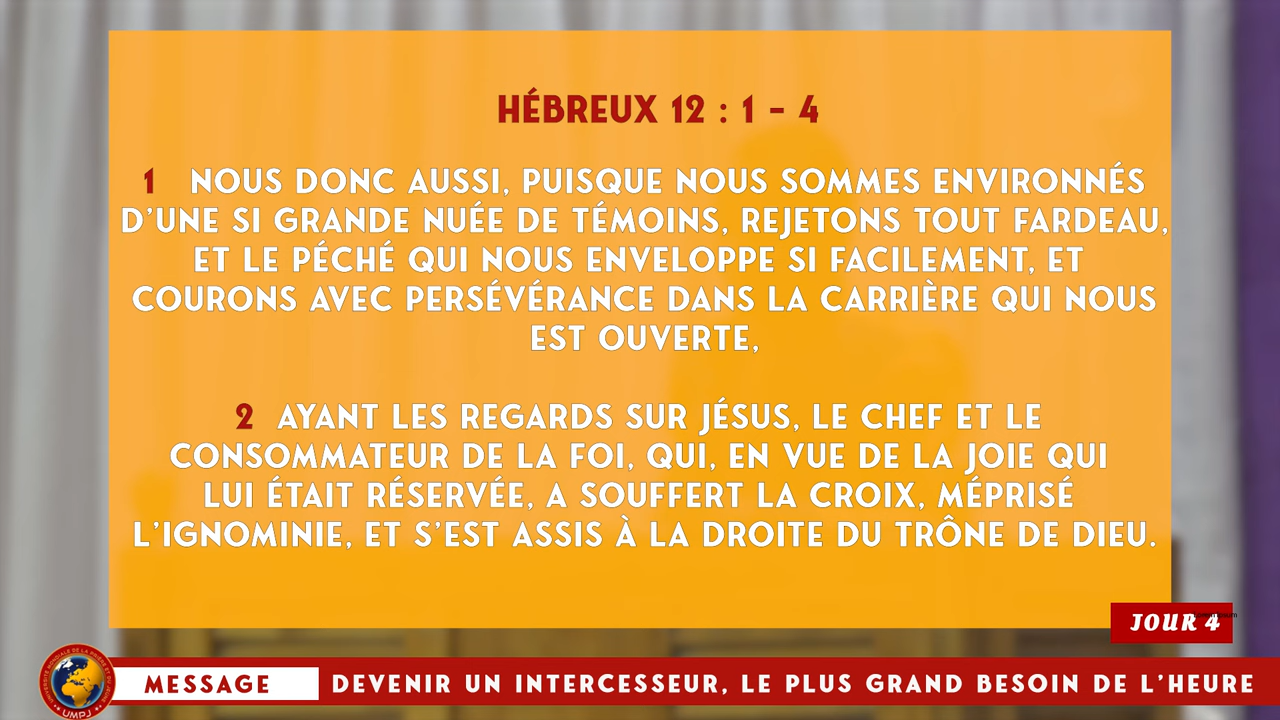 HÉBREUX 12 : 1 - 4
1 NOUS DONC AUSSI, PUISQUE NOUS SOMMES ENVIRONNÉS
D'UNE SI GRANDE NUÉE DE TÉMOINS, REJETONS TOUT FARDEAU,
ET LE PÉCHÉ QUI NOUS ENVELOPPE SI FACILEMENT, ET
COURONS AVEC PERSÉVÉRANCE DANS LA CARRIÈRE QUI NOUS
EST OUVERTE,
2 AYANT LES REGARDS SUR JÉSUS, LE CHEF ET LE
CONSOMMATEUR DE LA FOI, QUI, EN VUE DE LA JOIE QUI
LUI ÉTAIT RÉSERVÉE, A SOUFFERT LA CROIX, MÉPRISÉ
L'IGNOMINIE, ET S'EST ASSIS À LA DROITE DU TRÔNE DE DIEU.
JOUR 4
MESSAGE DEVENIR UN INTERCESSEUR, LE PLUS GRAND BESOIN DE L'HEURE
UMPJ